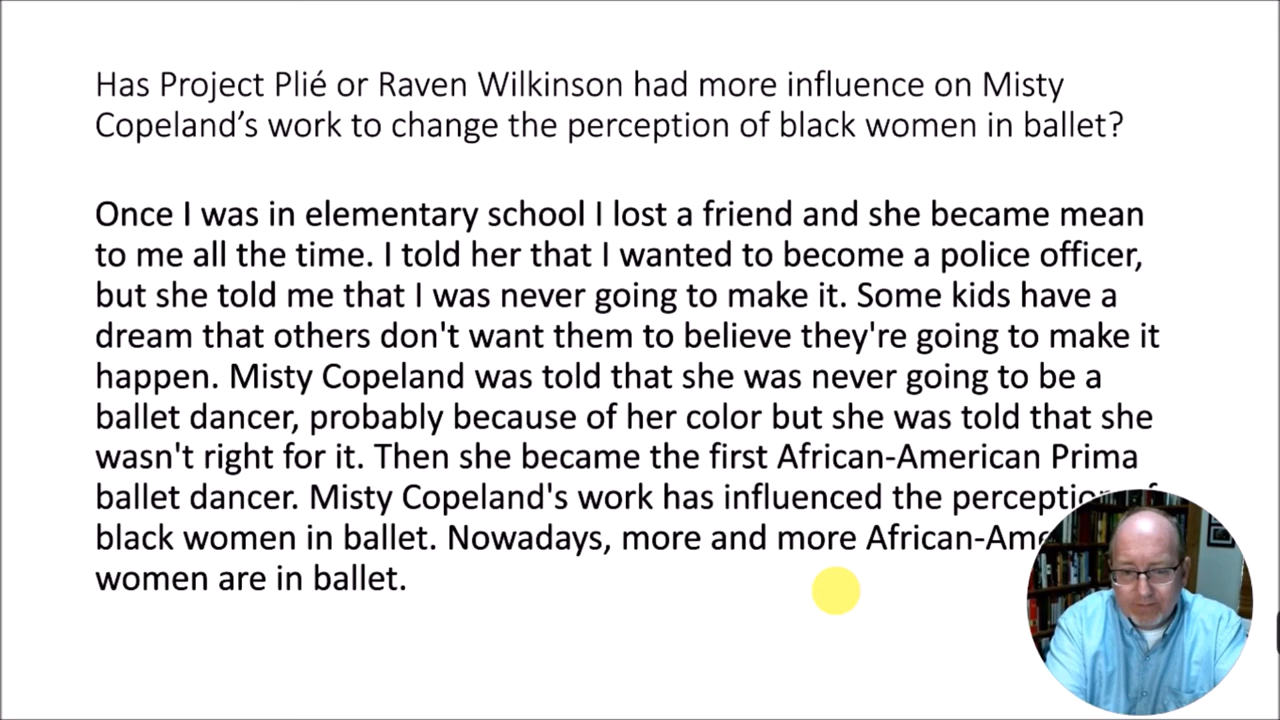 Has Project Plié or Raven Wilkinson had more influence on Misty
Copeland’s work to change the perception of black women in ballet?
Once I was in elementary school I lost a friend and she became mean
to me all the time. I told her that I wanted to become a police officer,
but she told me that I was never going to make it. Some kids have a
dream that others don't want them to believe they're going to make it
happen. Misty Copeland was told that she was never going to be a
ballet dancer, probably because of her color but she was told that she
wasn't right for it. Then she became the first African-American Prima
ballet dancer. Misty Copeland's work has influenced the perception of
black women in ballet. Nowadays, more and more
women are in ballet.